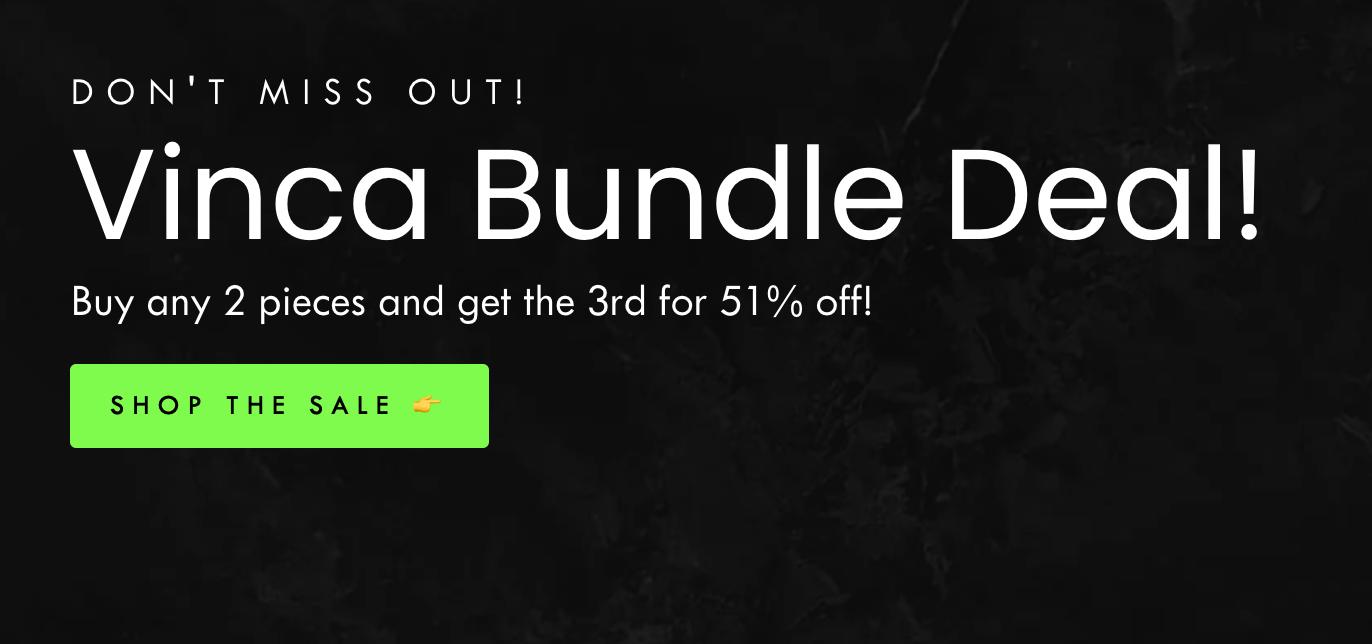 DON'T MISS OUT!
Vinca Bundle Deal!
Buy any 2 pieces and get the 3rd for 51% off!
SHOP THE SALE 👉